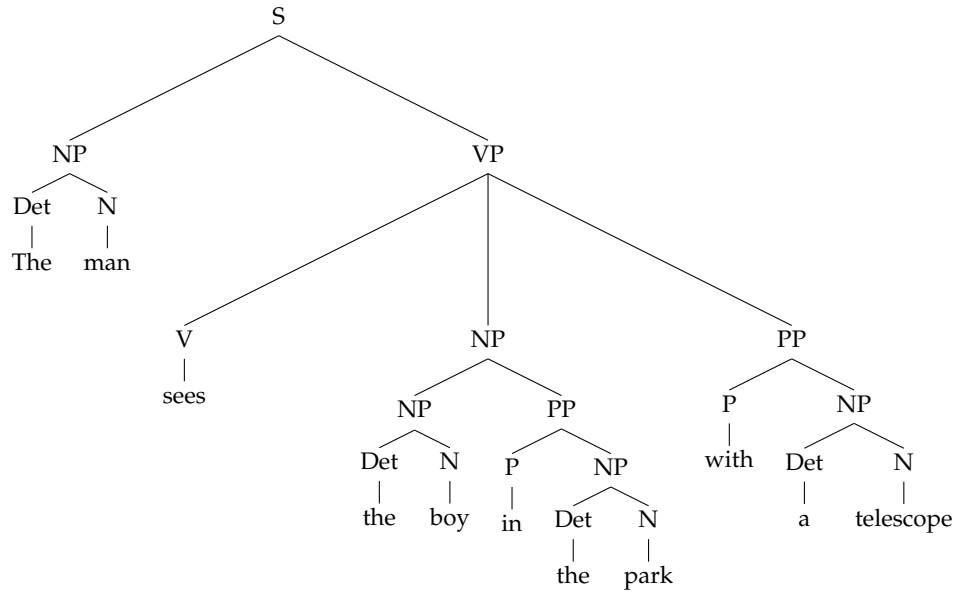 S
NP VP
Det N
The man
V NP PP
sees
NP PP P NP
Det N P NP with Det N
the boy in Det N a telescope
the park